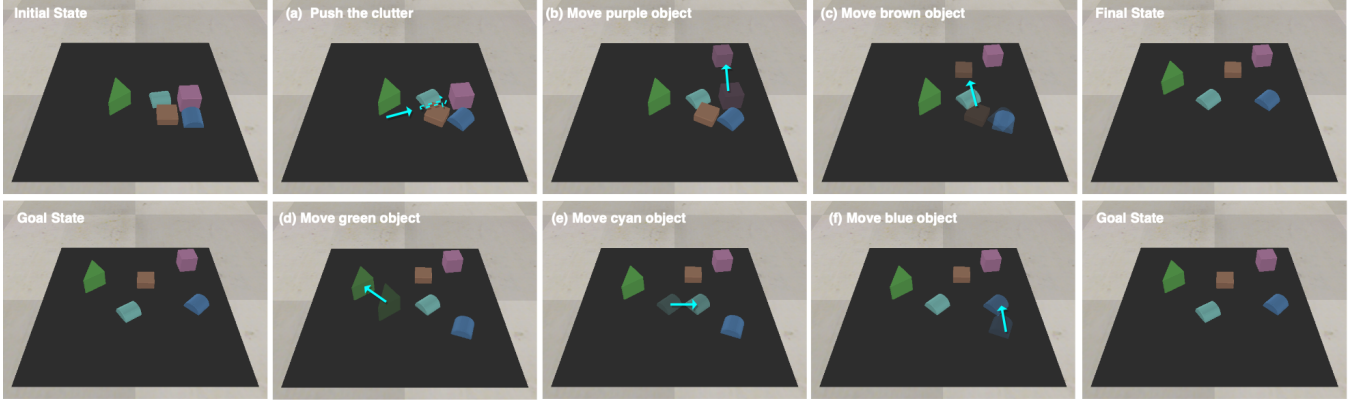 Initial State
(a) Push the clutter
(b) Move purple object
(c) Move brown object
Final State
Goal State
(d) Move green object
(e) Move cyan object
(f) Move blue object
Goal State